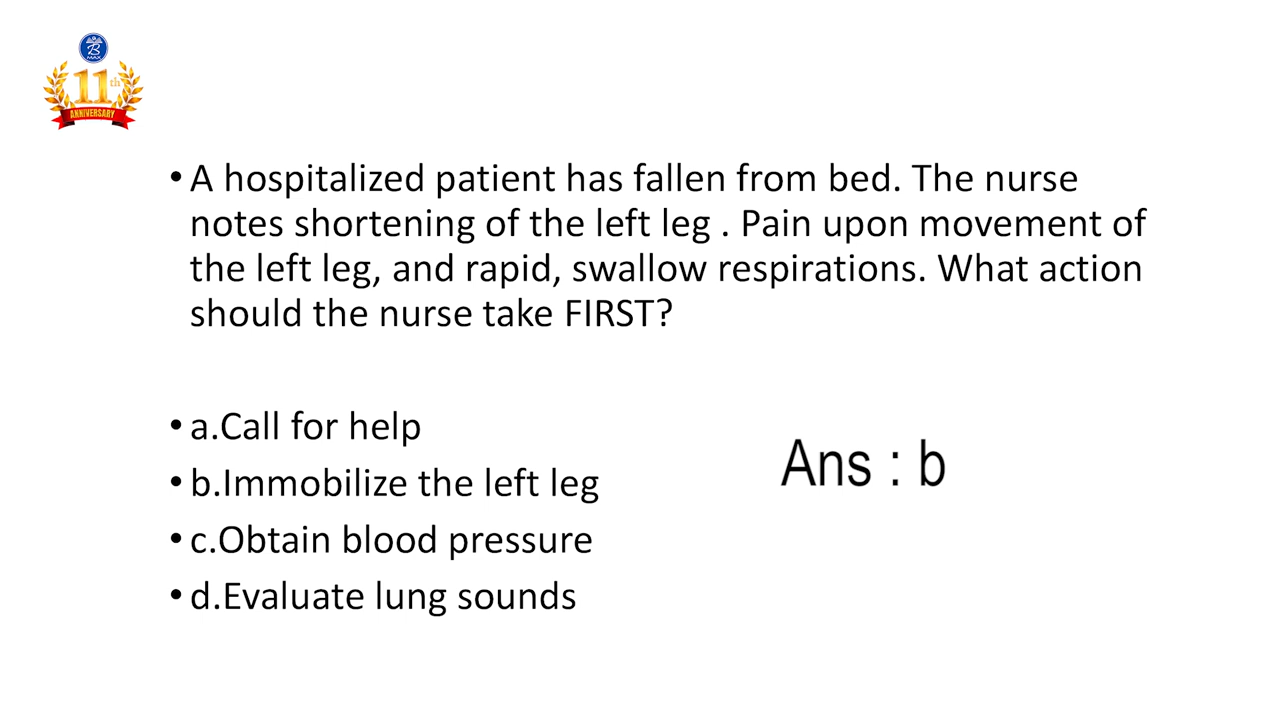 B
MAX
11th
ANNIVERSARY
• A hospitalized patient has fallen from bed. The nurse
notes shortening of the left leg . Pain upon movement of
the left leg, and rapid, swallow respirations. What action
should the nurse take FIRST?
• a.Call for help
• b.Immobilize the left leg
• c.Obtain blood pressure
• d.Evaluate lung sounds
Ans : b